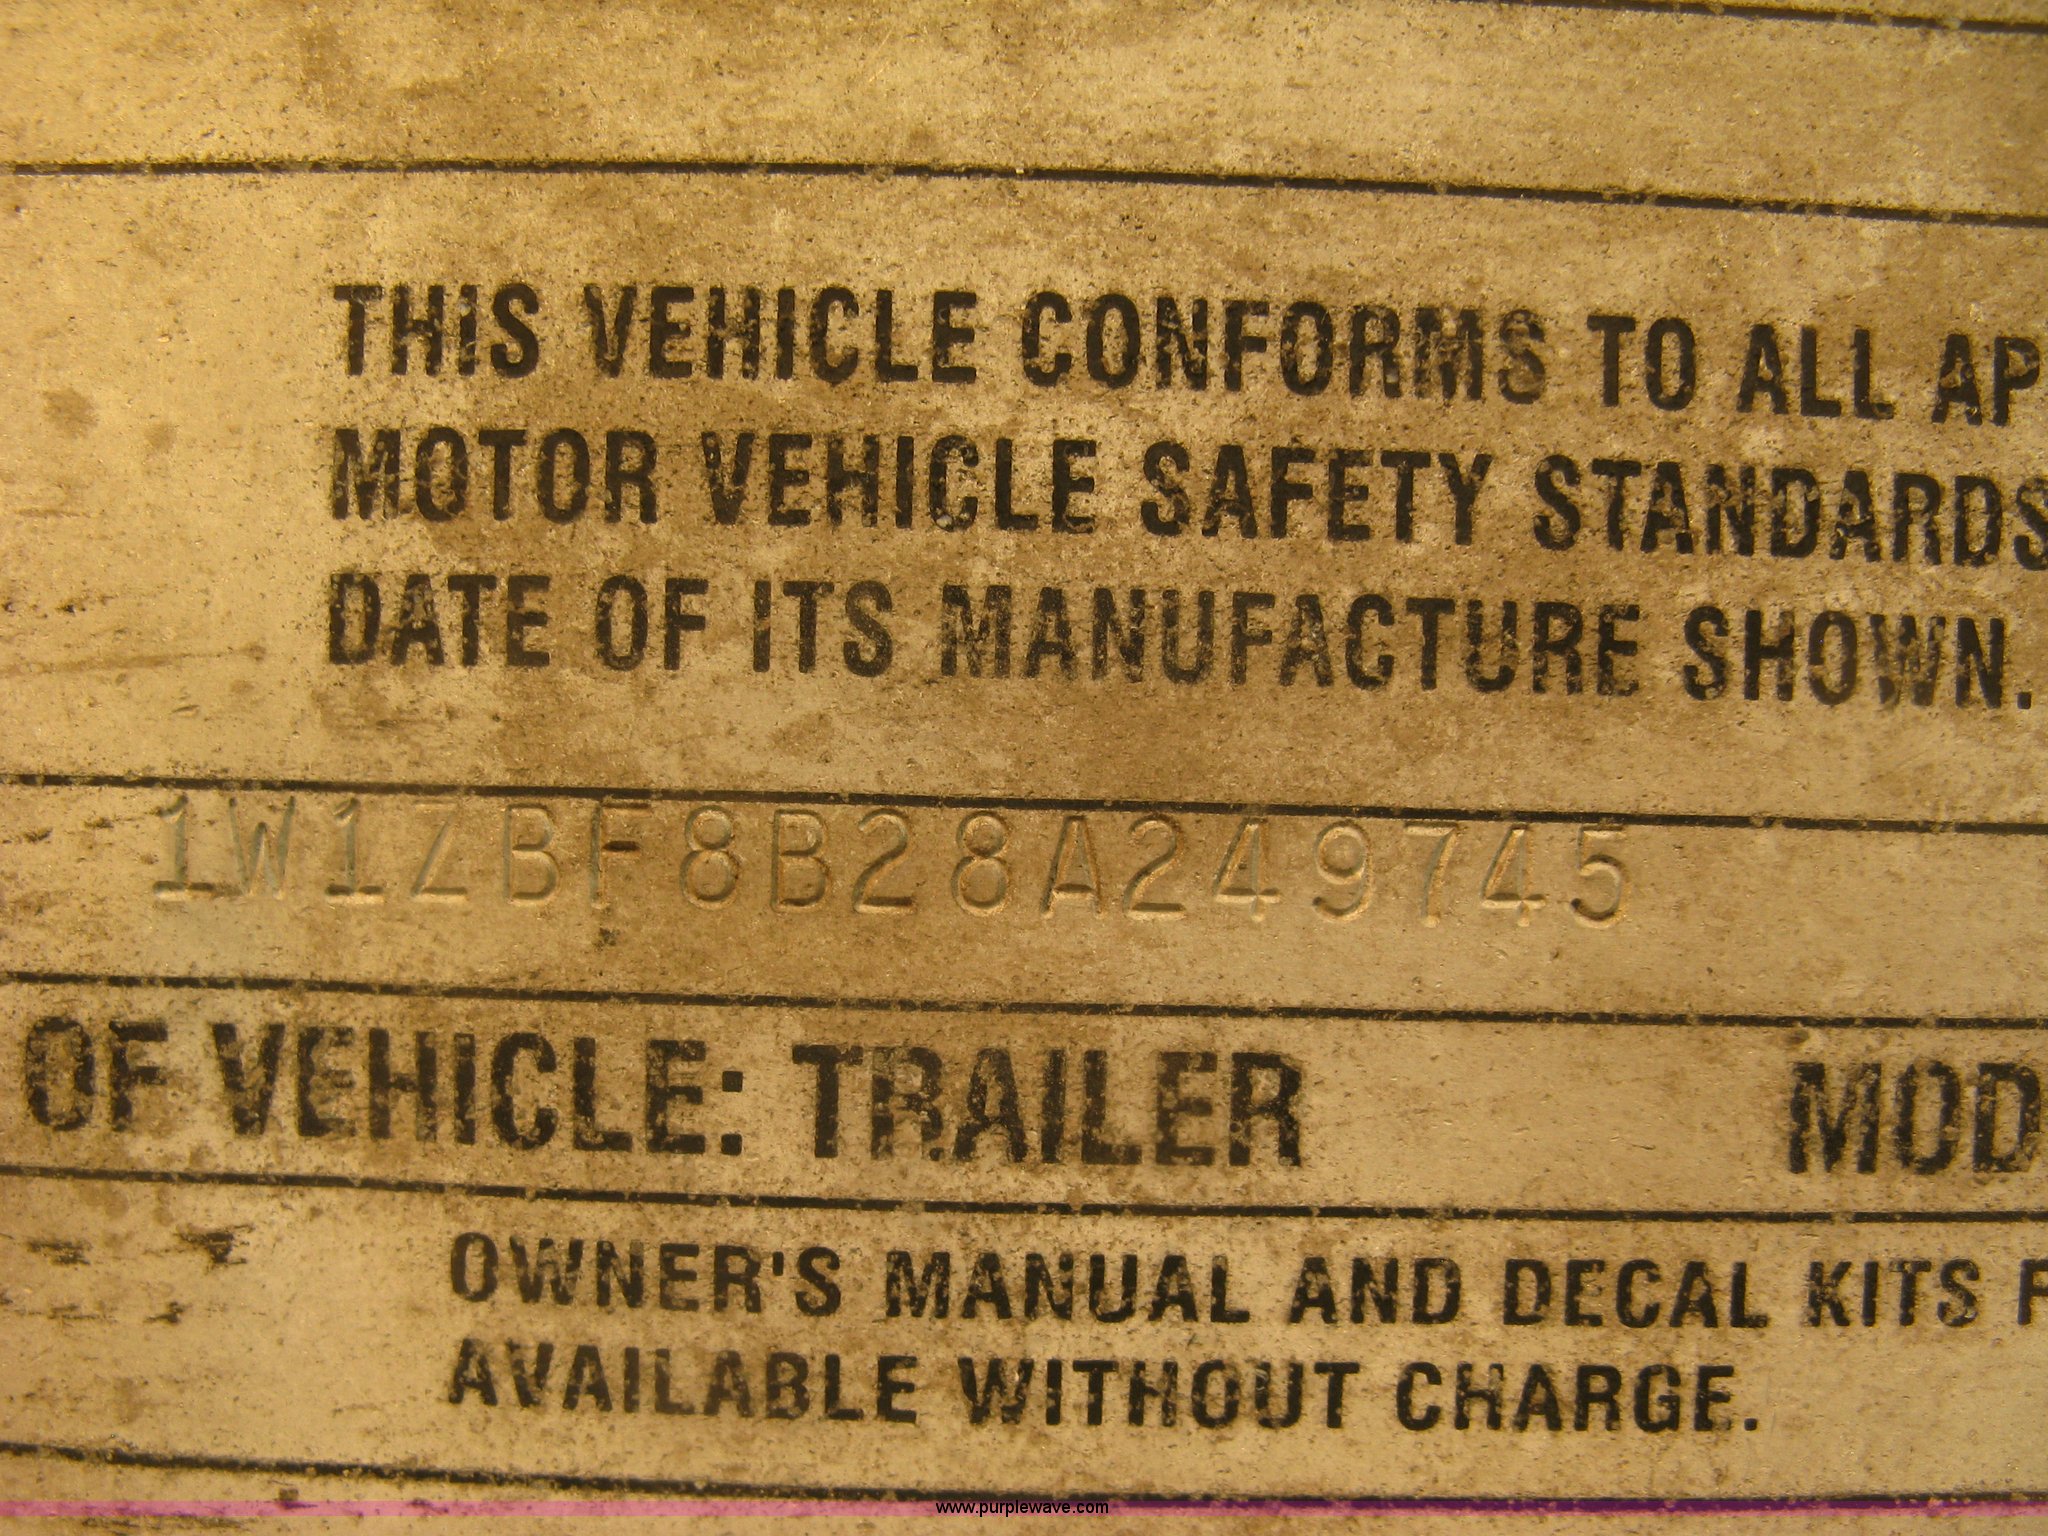 THIS VEHICLE CONFORMS TO ALL AP
MOTOR VEHICLE SAFETY STANDARDS
DATE OF ITS MANUFACTURE SHOWN.
1W1ZBF8B28A249745
OF VEHICLE: TRAILER MOD
OWNER'S MANUAL AND DECAL KITS F
AVAILABLE WITHOUT CHARGE.
www.purplewave.com